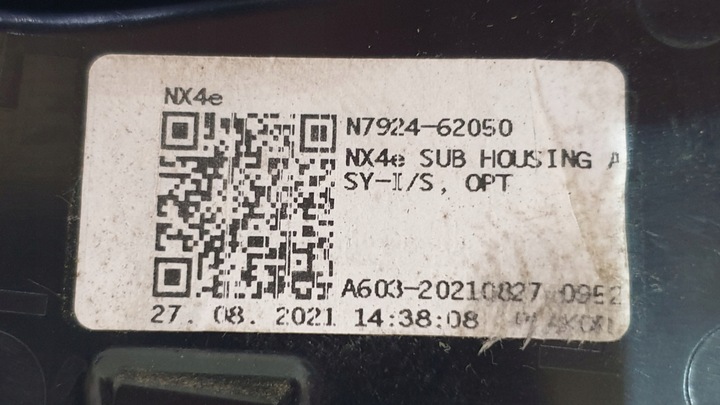 NX4e
N7924-62050
NX4e SUB HOUSING A
SY-I/S, OPT
A603-20210827 0952
27. 08. 2021 14:38:08